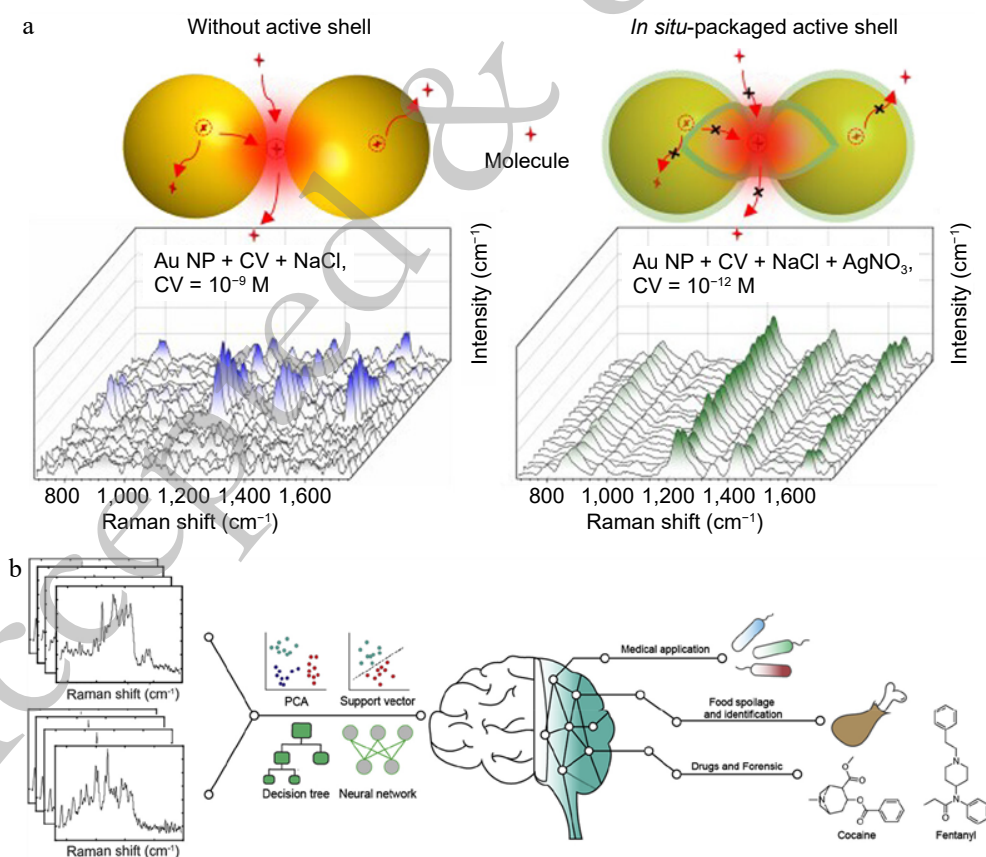 a
Without active shell
In situ-packaged active shell
Molecule
Au NP + CV + NaCl,
CV = 10⁻⁹ M
Intensity (cm⁻¹)
800 1,000 1,200 1,400 1,600
Raman shift (cm⁻¹)
Au NP + CV + NaCl + AgNO₃,
CV = 10⁻¹² M
Intensity (cm⁻¹)
800 1,000 1,200 1,400 1,600
Raman shift (cm⁻¹)
b
Raman shift (cm⁻¹)
Raman shift (cm⁻¹)
PCA
Support vector
Decision tree
Neural network
Medical application
Food spoilage
and identification
Drugs and Forensic
O
O
N
O
O
Cocaine
N
N
O
Fentanyl